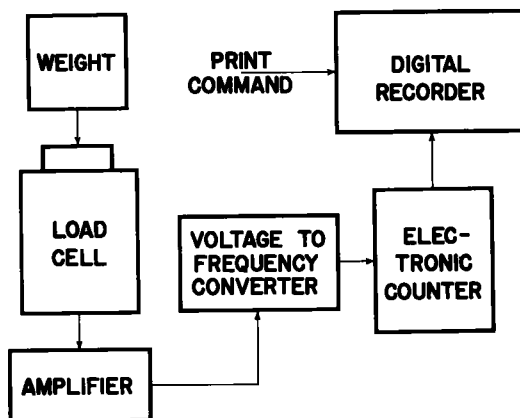 WEIGHT
PRINT
COMMAND
DIGITAL
RECORDER
LOAD
CELL
VOLTAGE TO
FREQUENCY
CONVERTER
ELEC-
TRONIC
COUNTER
AMPLIFIER